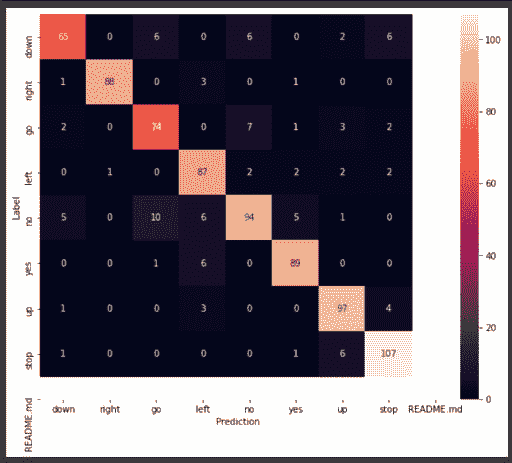 down 65 0 6 0 6 0 2 6
right 1 88 0 3 0 1 0 0
go 2 0 74 0 7 1 3 2
left 0 1 0 87 2 2 2 2
no 5 0 10 6 94 5 1 0
yes 0 0 1 6 0 89 0 0
up 1 0 0 3 0 0 97 4
stop 1 0 0 0 0 1 6 107
README.md
Label
down right go left no yes up stop README.md
Prediction
100
80
60
40
20
0